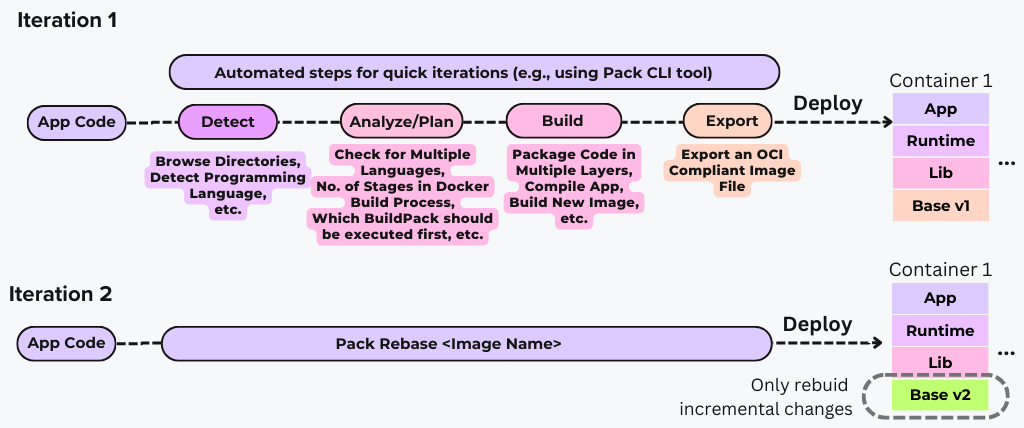 Iteration 1
Automated steps for quick iterations (e.g., using Pack CLI tool)
App Code
Detect
Analyze/Plan
Build
Export
Deploy
Browse Directories,
Detect Programming
Language,
etc.
Check for Multiple
Languages,
No. of Stages in Docker
Build Process,
Which BuildPack should
be executed first, etc.
Package Code in
Multiple Layers,
Compile App,
Build New Image,
etc.
Export an OCI
Compliant Image
File
Container 1
App
Runtime
Lib
Base v1
...
Iteration 2
App Code
Pack Rebase <Image Name>
Deploy
Container 1
App
Runtime
Lib
Base v2
...
Only rebuid
incremental changes